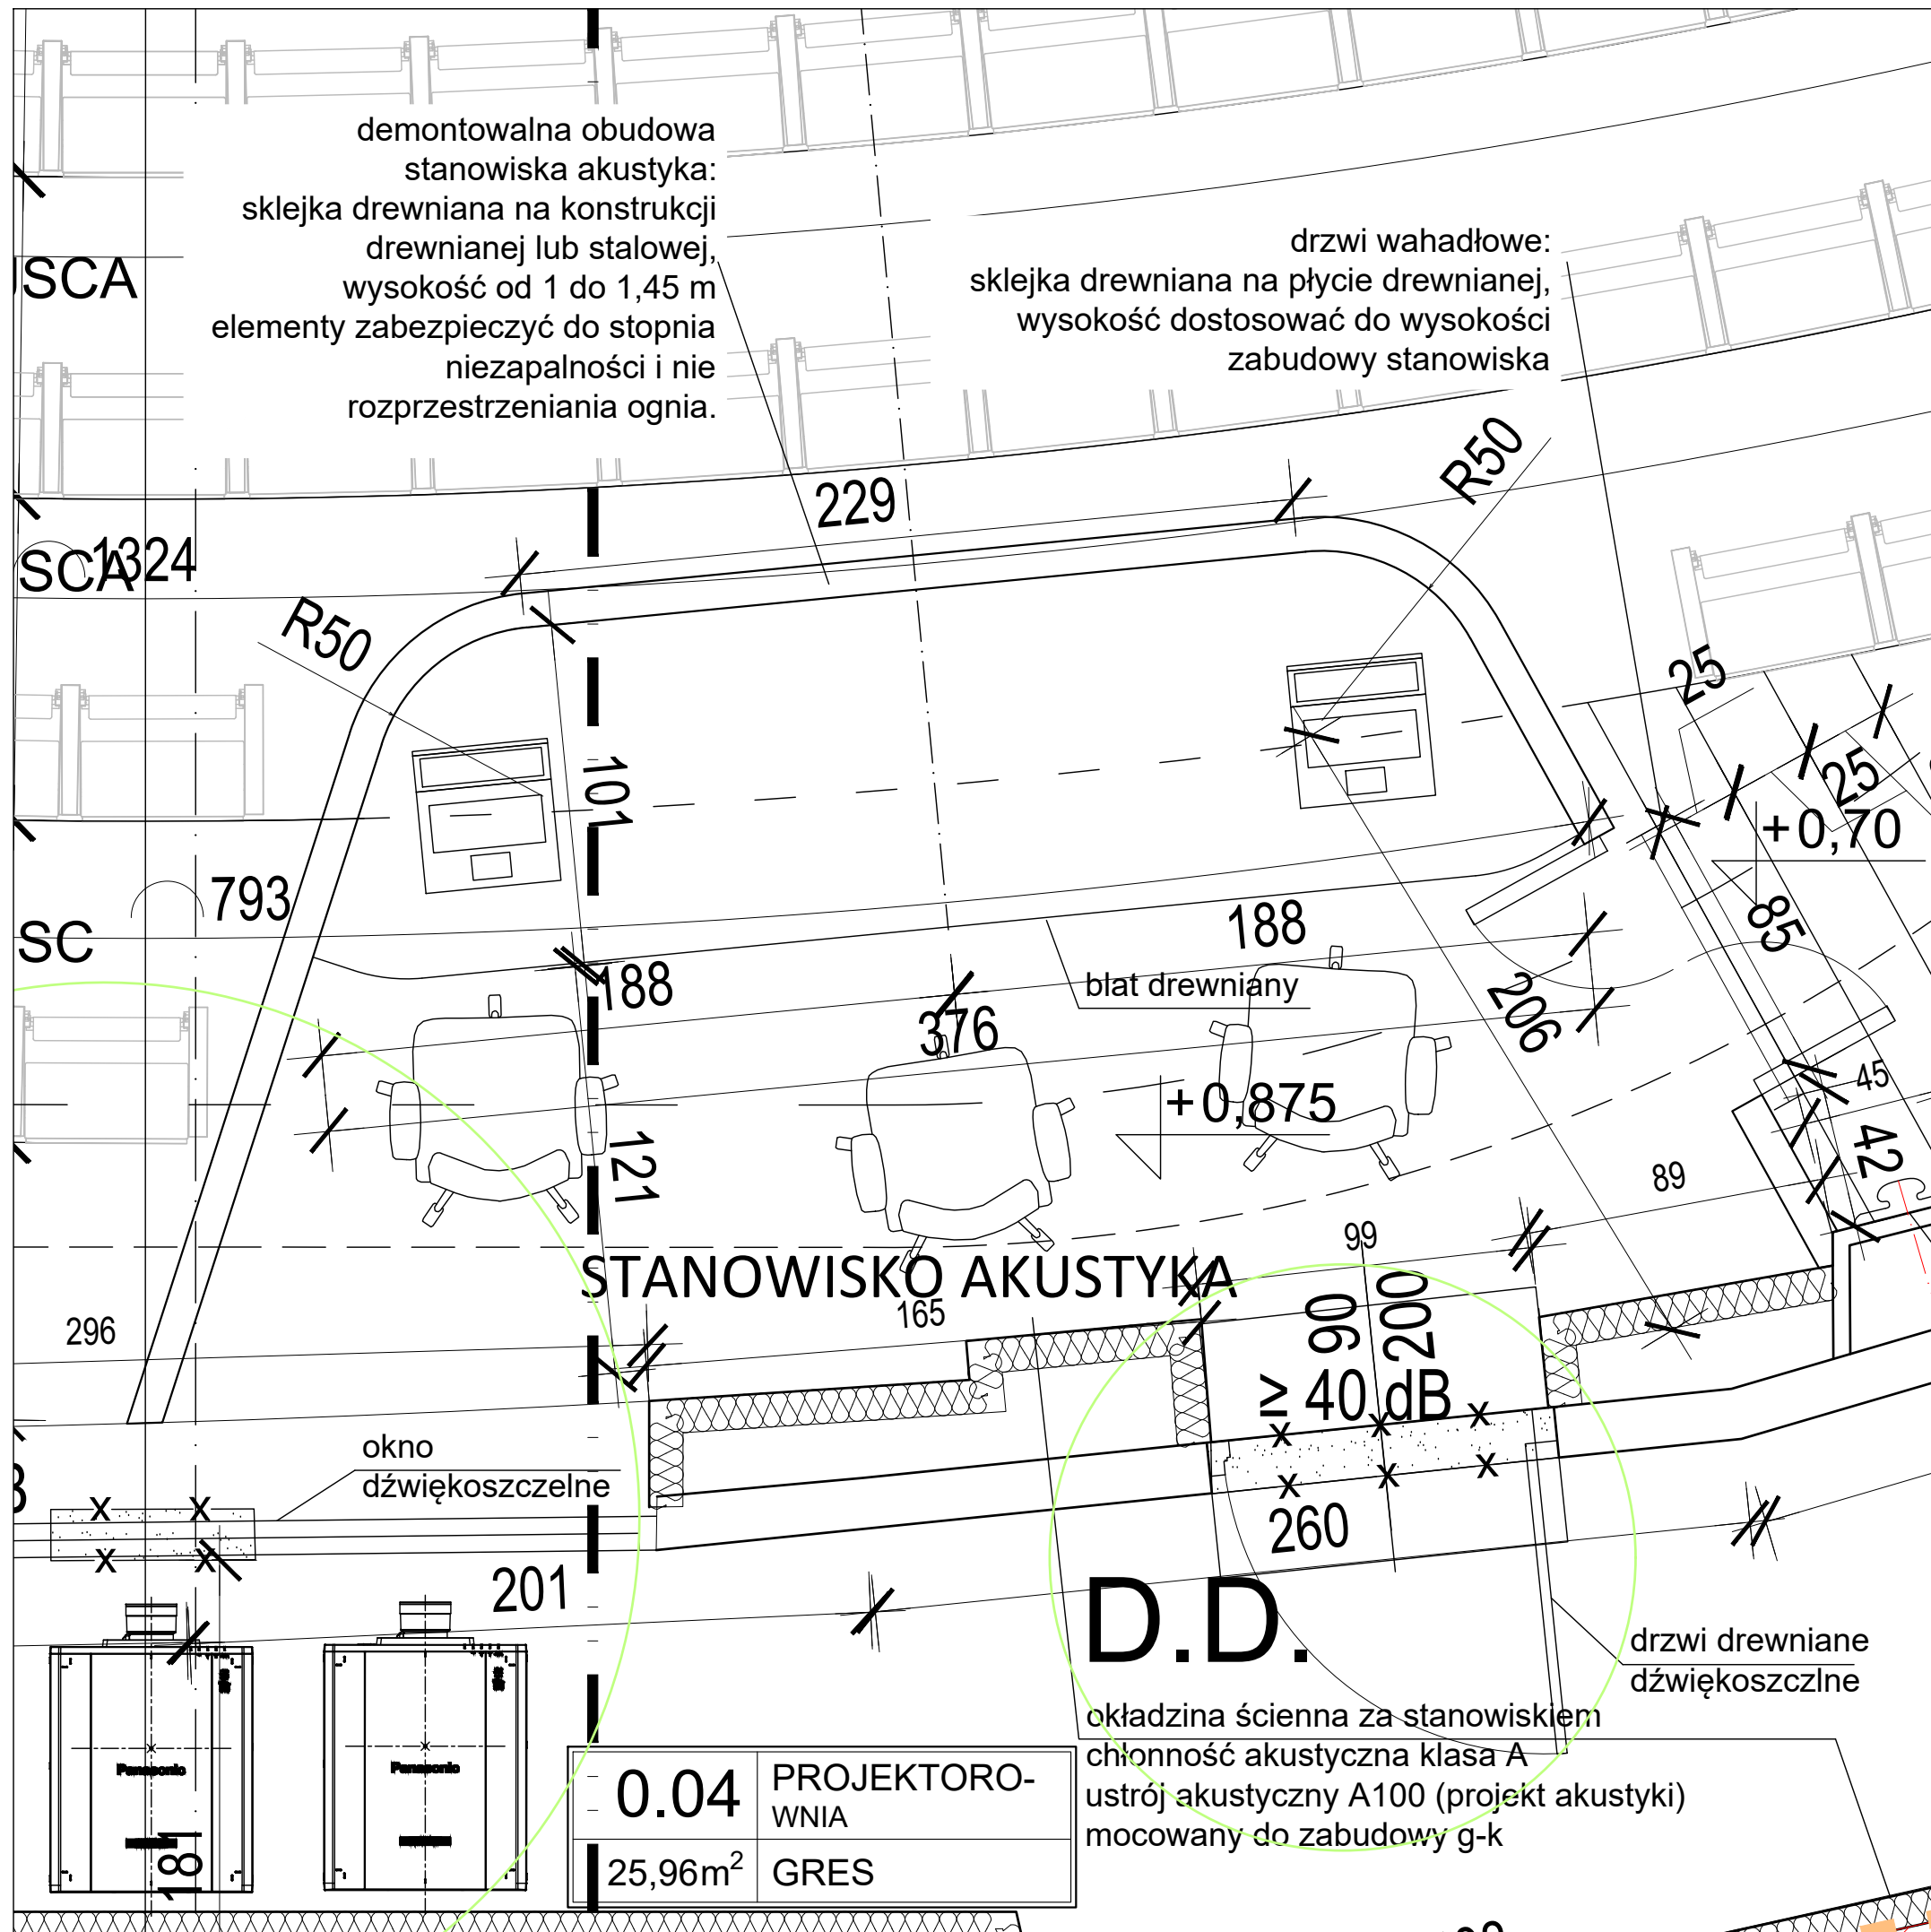 demontowalna obudowa
stanowiska akustyka:
sklejka drewniana na konstrukcji
drewnianej lub stalowej,
wysokość od 1 do 1,45 m
elementy zabezpieczyć do stopnia
niezapalności i nie
rozprzestrzeniania ognia.
drzwi wahadłowe:
sklejka drewniana na płycie drewnianej,
wysokość dostosować do wysokości
zabudowy stanowiska
SCA
229
R50
SCA
1324
R50
25
25
101
+0,70
793
SC
188
85
188
blat drewniany
376
206
+0,875
45
121
42
89
99
STANOWISKO AKUSTYKA
165
296
90
200
≥ 40 dB
okno
dźwiękoszczelne
x x x
x x x
x x
x x
260
201
D.D.
drzwi drewniane
dźwiękoszczlne
okładzina ścienna za stanowiskiem
chłonność akustyczna klasa A
ustrój akustyczny A100 (projekt akustyki)
mocowany do zabudowy g-k
Panasonic
Panasonic
181
0.04 PROJEKTORO-
WNIA
25,96m² GRES